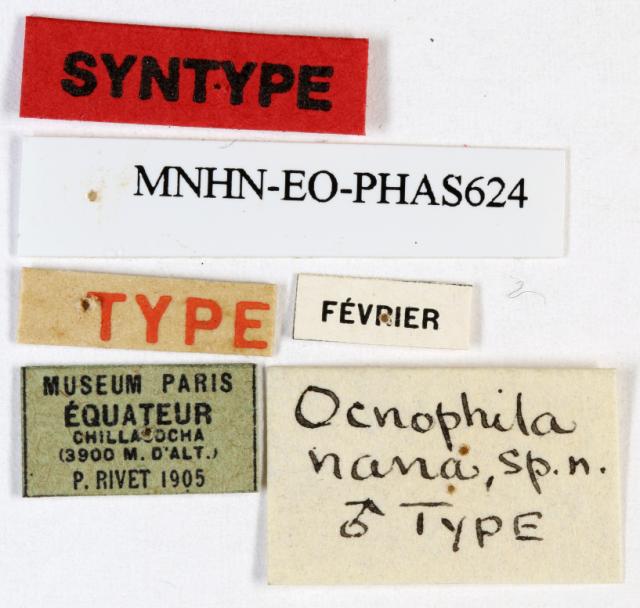 SYNTYPE
MNHN-EO-PHAS624
TYPE
FÉVRIER
MUSEUM PARIS
ÉQUATEUR
CHILLACOCHA
(3900 M. D'ALT.)
P. RIVET 1905
Ocnophila
nana, sp.n.
♂ TYPE